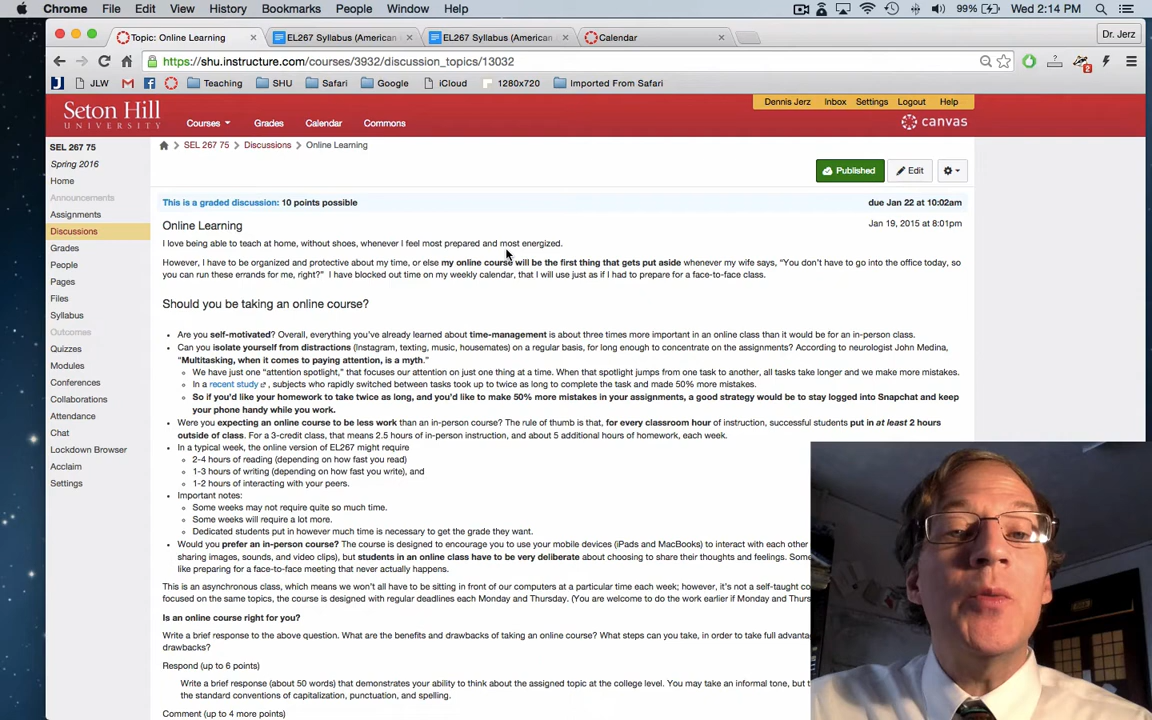 Chrome File Edit View History Bookmarks People Window Help 99% Wed 2:14 PM
Topic: Online Learning EL267 Syllabus (American EL267 Syllabus (American Calendar Dr. Jerz
https://shu.instructure.com/courses/3932/discussion_topics/13032
JLW MAC Teaching SHU Safari Google iCloud 1280x720 Imported From Safari
2
Dennis Jerz Inbox Settings Logout Help
Seton Hill
UNIVERSITY
Courses Grades Calendar Commons
canvas
SEL 267 75
SEL 267 75 > Discussions > Online Learning
Spring 2016
Home
Announcements
Assignments
Discussions
Grades
People
Pages
Files
Syllabus
Outcomes
Quizzes
Modules
Conferences
Collaborations
Attendance
Chat
Lockdown Browser
Acclaim
Settings
Published Edit
This is a graded discussion: 10 points possible due Jan 22 at 10:02am
Online Learning Jan 19, 2015 at 8:01pm
I love being able to teach at home, without shoes, whenever I feel most prepared and most energized.
However, I have to be organized and protective about my time, or else my online course will be the first thing that gets put aside whenever my wife says, “You don’t have to go into the office today, so
you can run these errands for me, right?” I have blocked out time on my weekly calendar, that I will use just as if I had to prepare for a face-to-face class.
Should you be taking an online course?
• Are you self-motivated? Overall, everything you’ve already learned about time-management is about three times more important in an online class than it would be for an in-person class.
• Can you isolate yourself from distractions (Instagram, texting, music, housemates) on a regular basis, for long enough to concentrate on the assignments? According to neurologist John Medina,
“Multitasking, when it comes to paying attention, is a myth.”
We have just one “attention spotlight,” that focuses our attention on just one thing at a time. When that spotlight jumps from one task to another, all tasks take longer and we make more mistakes.
In a recent study, subjects who rapidly switched between tasks took up to twice as long to complete the task and made 50% more mistakes.
So if you’d like your homework to take twice as long, and you’d like to make 50% more mistakes in your assignments, a good strategy would be to stay logged into Snapchat and keep
your phone handy while you work.
• Were you expecting an online course to be less work than an in-person course? The rule of thumb is that, for every classroom hour of instruction, successful students put in at least 2 hours
outside of class. For a 3-credit class, that means 2.5 hours of in-person instruction, and about 5 additional hours of homework, each week.
• In a typical week, the online version of EL267 might require
2-4 hours of reading (depending on how fast you read)
1-3 hours of writing (depending on how fast you write), and
1-2 hours of interacting with your peers.
• Important notes:
Some weeks may not require quite so much time.
Some weeks will require a lot more.
Dedicated students put in however much time is necessary to get the grade they want.
• Would you prefer an in-person course? The course is designed to encourage you to use your mobile devices (iPads and MacBooks) to interact with each other
sharing images, sounds, and video clips), but students in an online class have to be very deliberate about choosing to share their thoughts and feelings. Som
like preparing for a face-to-face meeting that never actually happens.
This is an asynchronous class, which means we won’t all have to be sitting in front of our computers at a particular time each week; however, it’s not a self-taught co
focused on the same topics, the course is designed with regular deadlines each Monday and Thursday. (You are welcome to do the work earlier if Monday and Thurs
Is an online course right for you?
Write a brief response to the above question. What are the benefits and drawbacks of taking an online course? What steps can you take, in order to take full advanta
drawbacks?
Respond (up to 6 points)
Write a brief response (about 50 words) that demonstrates your ability to think about the assigned topic at the college level. You may take an informal tone, but t
the standard conventions of capitalization, punctuation, and spelling.
Comment (up to 4 more points)